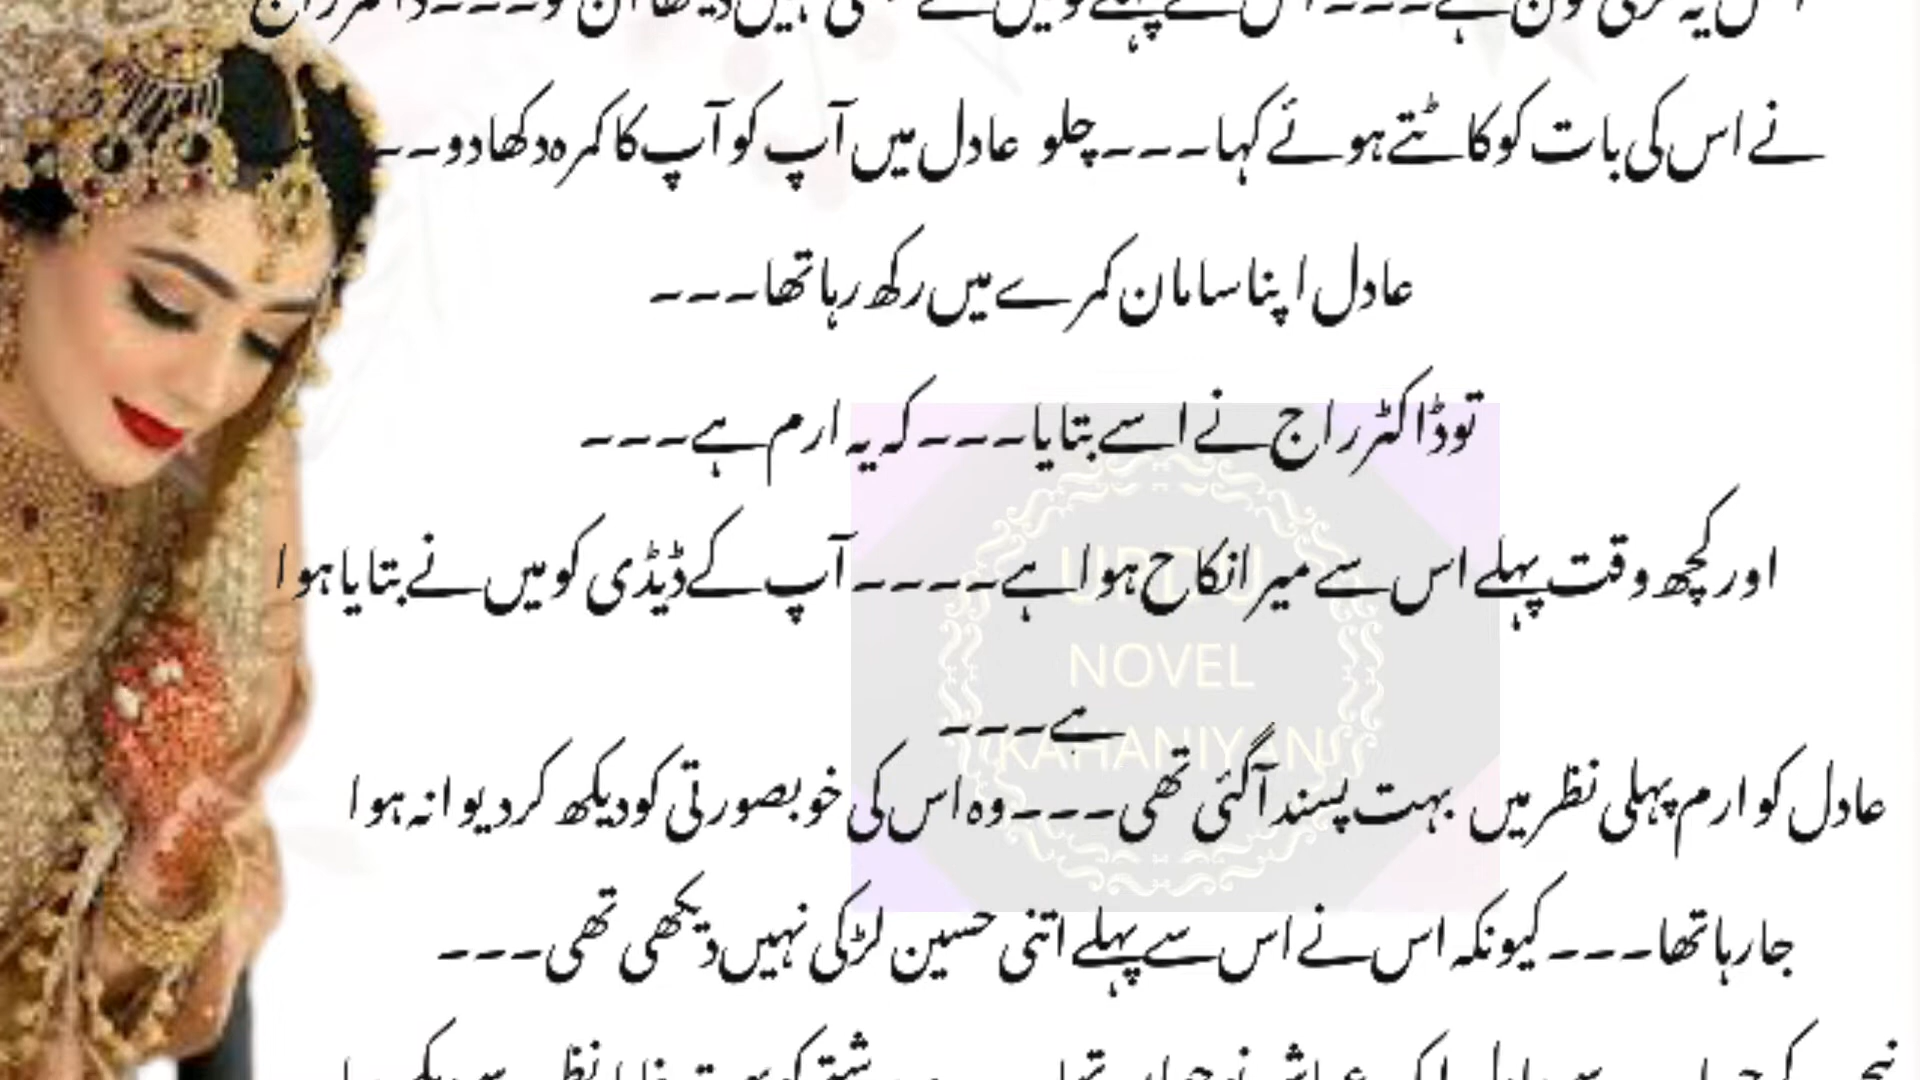 نے اس کی بات کو کاٹتے ہوئے کہا۔۔۔چلو عادل میں آپ کو آپ کا کمرہ دکھا دو۔۔
عادل اپنا سامان کمرے میں رکھ رہا تھا۔۔۔
تو ڈاکٹر راج نے اسے بتایا۔۔۔کہ یہ ارم ہے۔۔۔
اور کچھ وقت پہلے اس سے میرا نکاح ہوا ہے۔۔۔۔آپ کے ڈیڈی کو میں نے بتایا ہوا
ہے۔۔۔
URDU
NOVEL
KAHANIYAN
عادل کو ارم پہلی نظر میں بہت پسند آگئی تھی۔۔۔وہ اس کی خوبصورتی کو دیکھ کر دیوانہ ہوا
جارہا تھا۔۔۔کیونکہ اس نے اس سے پہلے اتنی حسین لڑکی نہیں دیکھی تھی۔۔۔